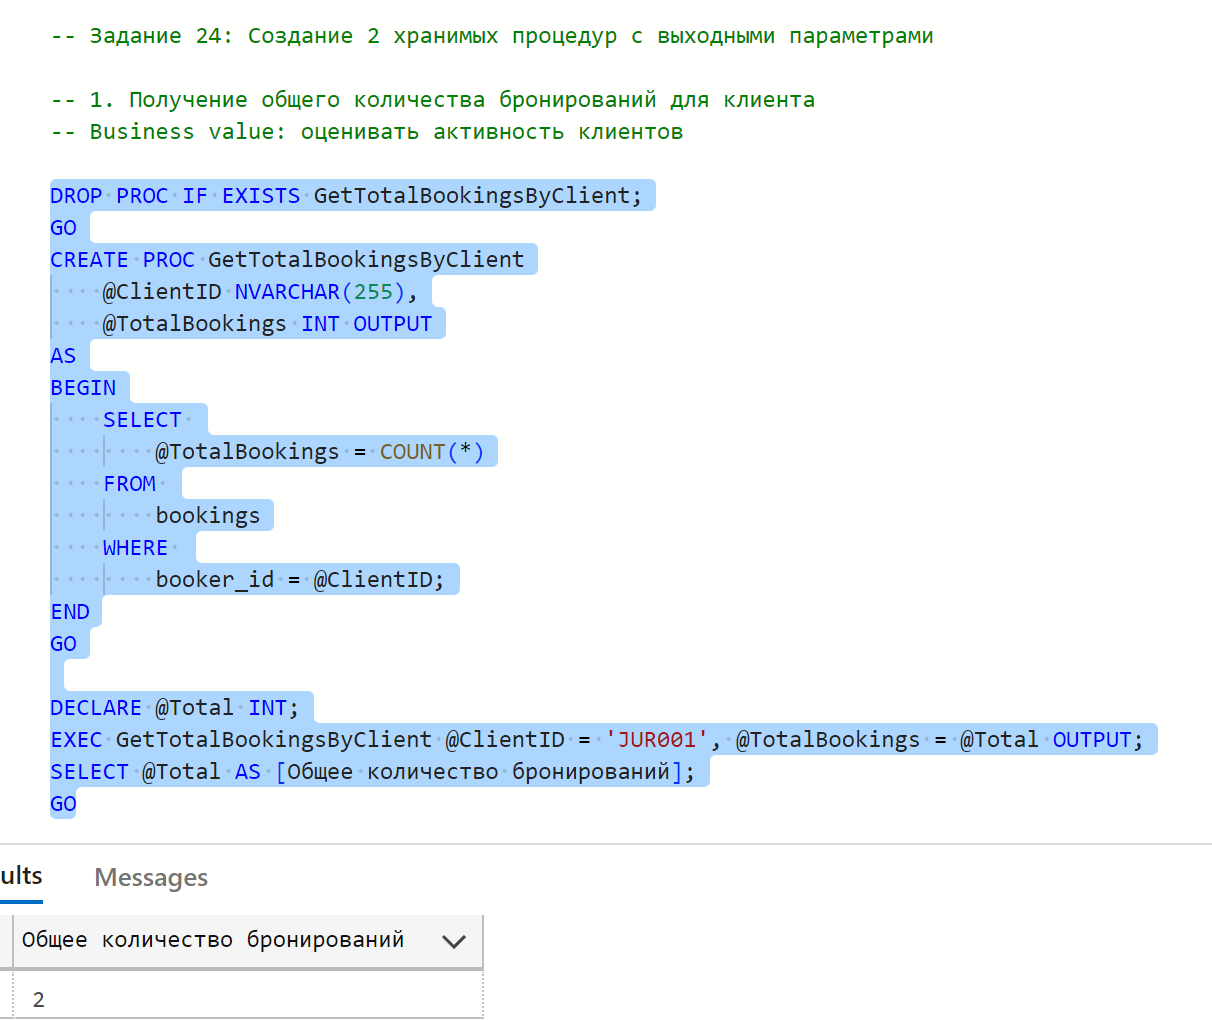 -- Задание 24: Создание 2 хранимых процедур с выходными параметрами
-- 1. Получение общего количества бронирований для клиента
-- Business value: оценивать активность клиентов
DROP PROC IF EXISTS GetTotalBookingsByClient;
GO
CREATE PROC GetTotalBookingsByClient
@ClientID NVARCHAR(255),
@TotalBookings INT OUTPUT
AS
BEGIN
SELECT
@TotalBookings = COUNT(*)
FROM
bookings
WHERE
booker_id = @ClientID;
END
GO
DECLARE @Total INT;
EXEC GetTotalBookingsByClient @ClientID = 'JUR001', @TotalBookings = @Total OUTPUT;
SELECT @Total AS [Общее количество бронирований];
GO
ults Messages
Общее количество бронирований
2